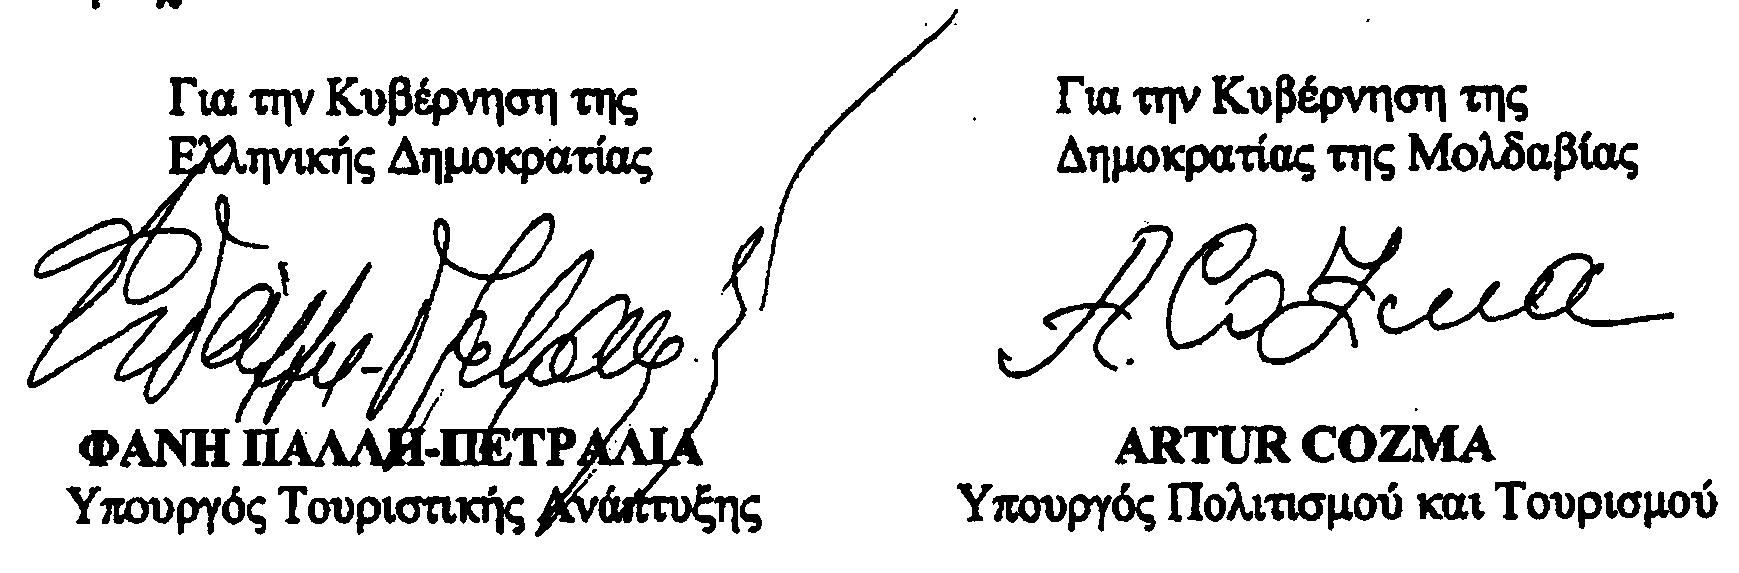 Για την Κυβέρνηση της
Ελληνικής Δημοκρατίας
ΦΑΝΗ ΠΑΛΛΗ-ΠΕΤΡΑΛΙΑ
Υπουργός Τουριστικής Ανάπτυξης
Για την Κυβέρνηση της
Δημοκρατίας της Μολδαβίας
A. Cozma
ARTUR COZMA
Υπουργός Πολιτισμού και Τουρισμού